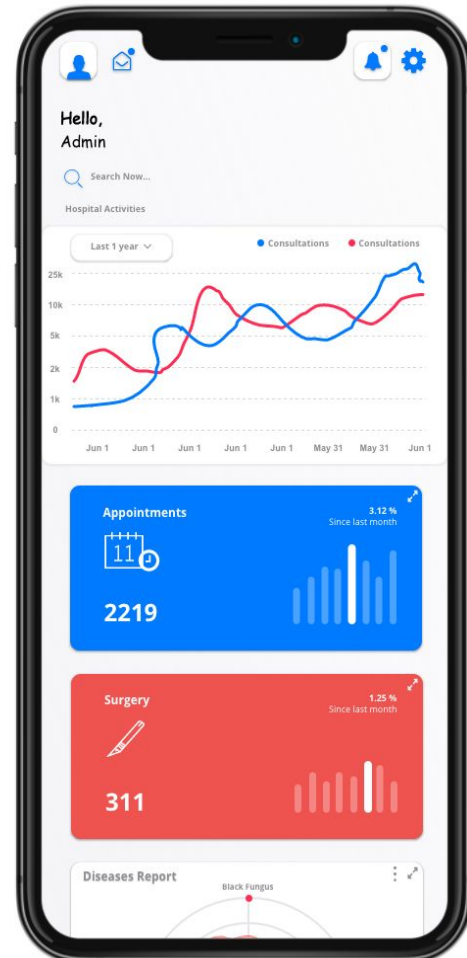 Hello,
Admin
Search Now...
Hospital Activities
Last 1 year
Consultations
Consultations
25k
10k
5k
2k
1k
0
Jun 1 Jun 1 Jun 1 Jun 1 Jun 1 May 31 May 31 Jun 1
Appointments
3.12 %
Since last month
11
2219
Surgery
1.25 %
Since last month
311
Diseases Report
Black Fungus